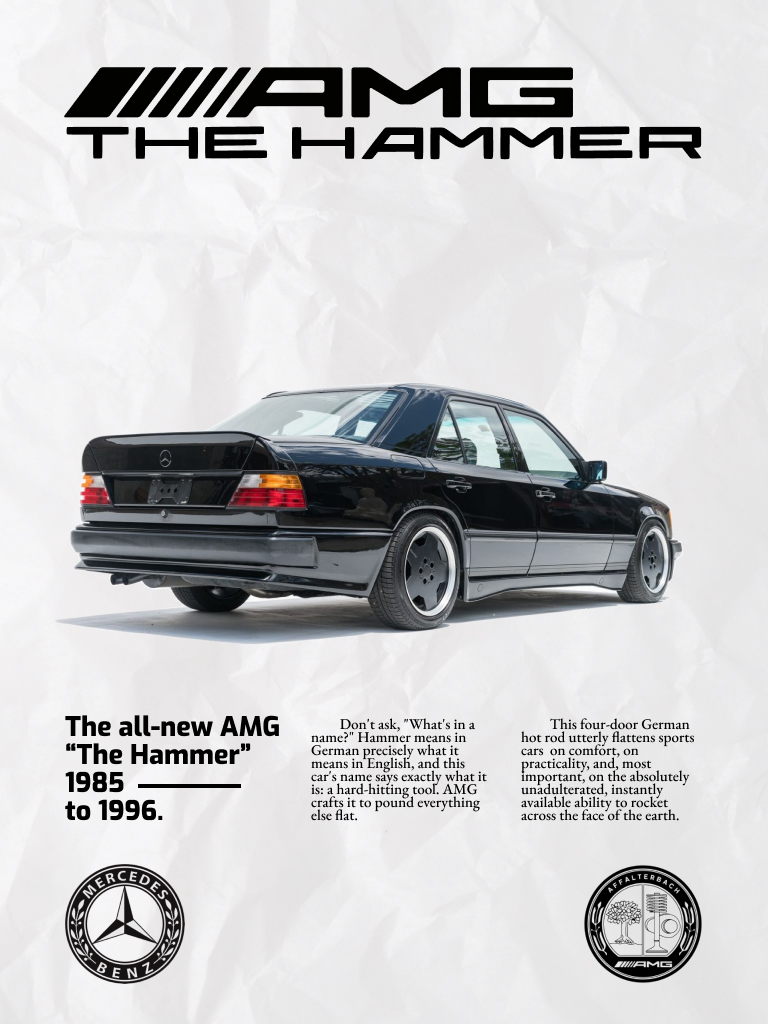 AMG
THE HAMMER
The all-new AMG
“The Hammer”
1985
to 1996.
Don't ask, "What's in a
name?" Hammer means in
German precisely what it
means in English, and this
car's name says exactly what it
is: a hard-hitting tool. AMG
crafts it to pound everything
else flat.
This four-door German
hot rod utterly flattens sports
cars on comfort, on
practicality, and, most
important, on the absolutely
unadulterated, instantly
available ability to rocket
across the face of the earth.
MERCEDES
BENZ
AFFALTERBACH
AMG